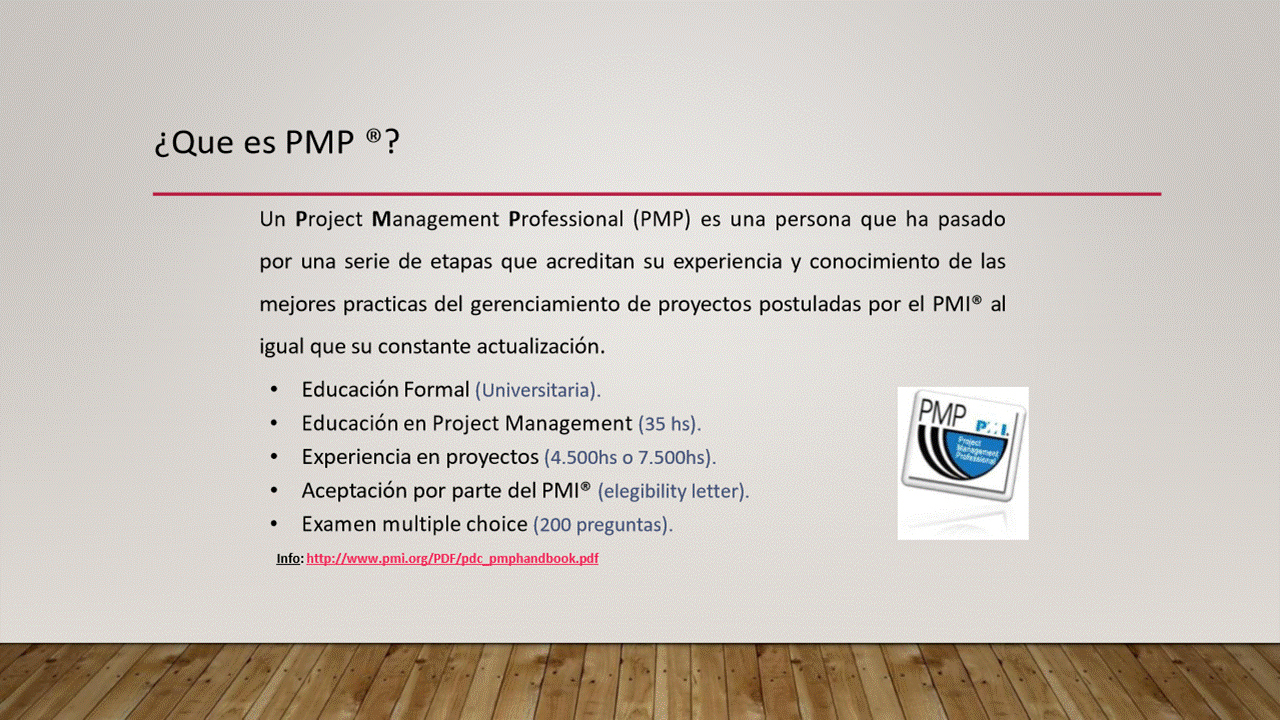 ¿Que es PMP ®?
Un Project Management Professional (PMP) es una persona que ha pasado
por una serie de etapas que acreditan su experiencia y conocimiento de las
mejores practicas del gerenciamiento de proyectos postuladas por el PMI® al
igual que su constante actualización.
• Educación Formal (Universitaria).
• Educación en Project Management (35 hs).
• Experiencia en proyectos (4.500hs o 7.500hs).
• Aceptación por parte del PMI® (elegibility letter).
• Examen multiple choice (200 preguntas).
Info: http://www.pmi.org/PDF/pdc_pmphandbook.pdf
PMP
PMI.
Project
Management
Professional